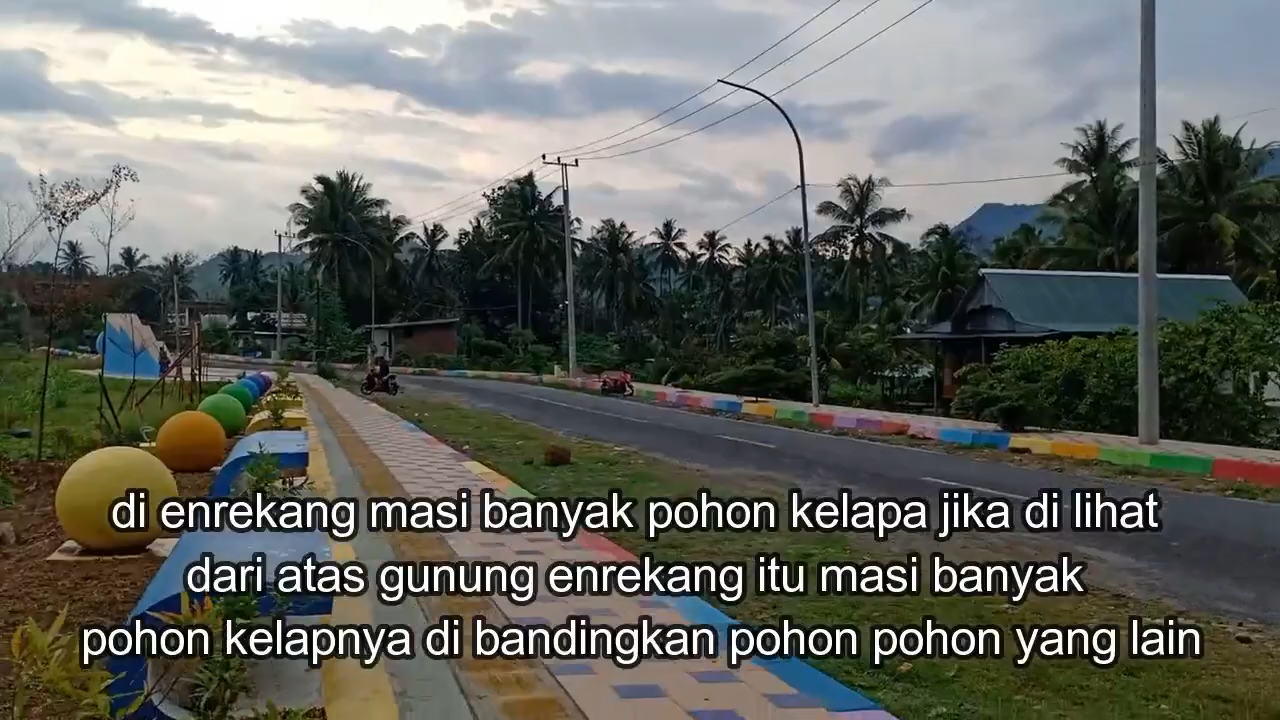 di enrekang masi banyak pohon kelapa jika di lihat
dari atas gunung enrekang itu masi banyak
pohon kelapnya di bandingkan pohon pohon yang lain